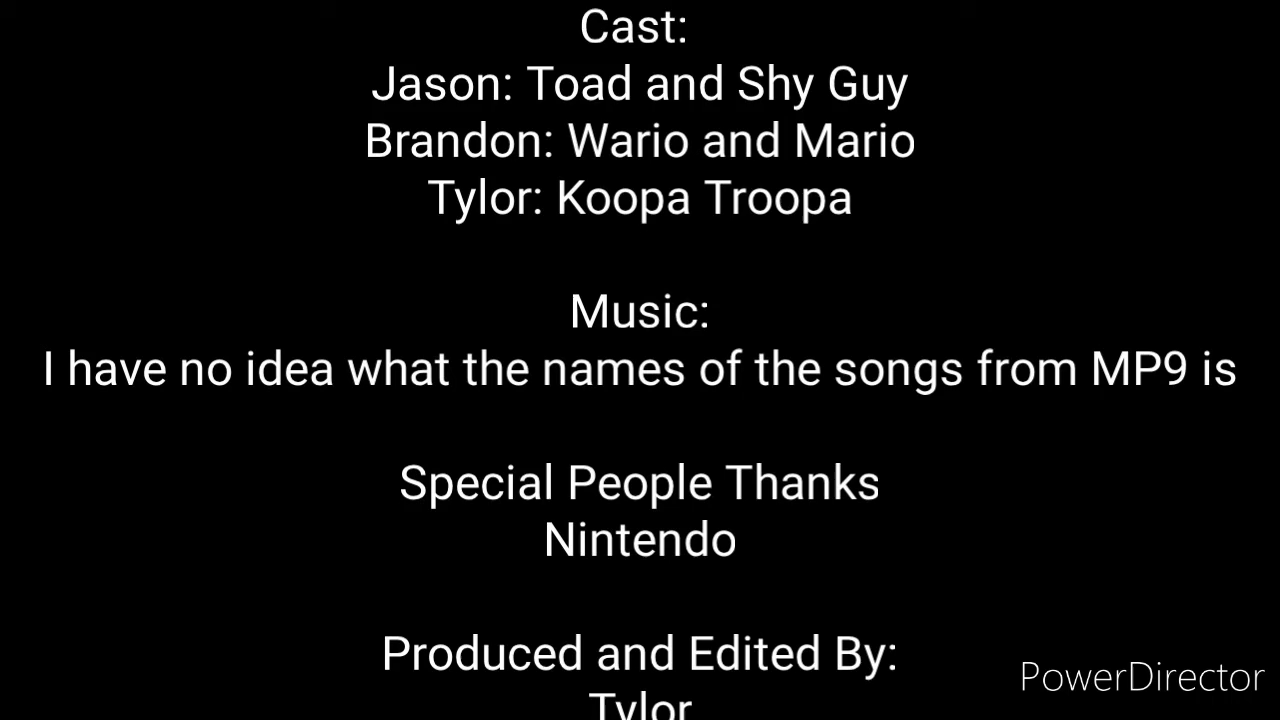 Cast:
Jason: Toad and Shy Guy
Brandon: Wario and Mario
Tylor: Koopa Troopa
Music:
I have no idea what the names of the songs from MP9 is
Special People Thanks
Nintendo
Produced and Edited By:
Tylor
PowerDirector